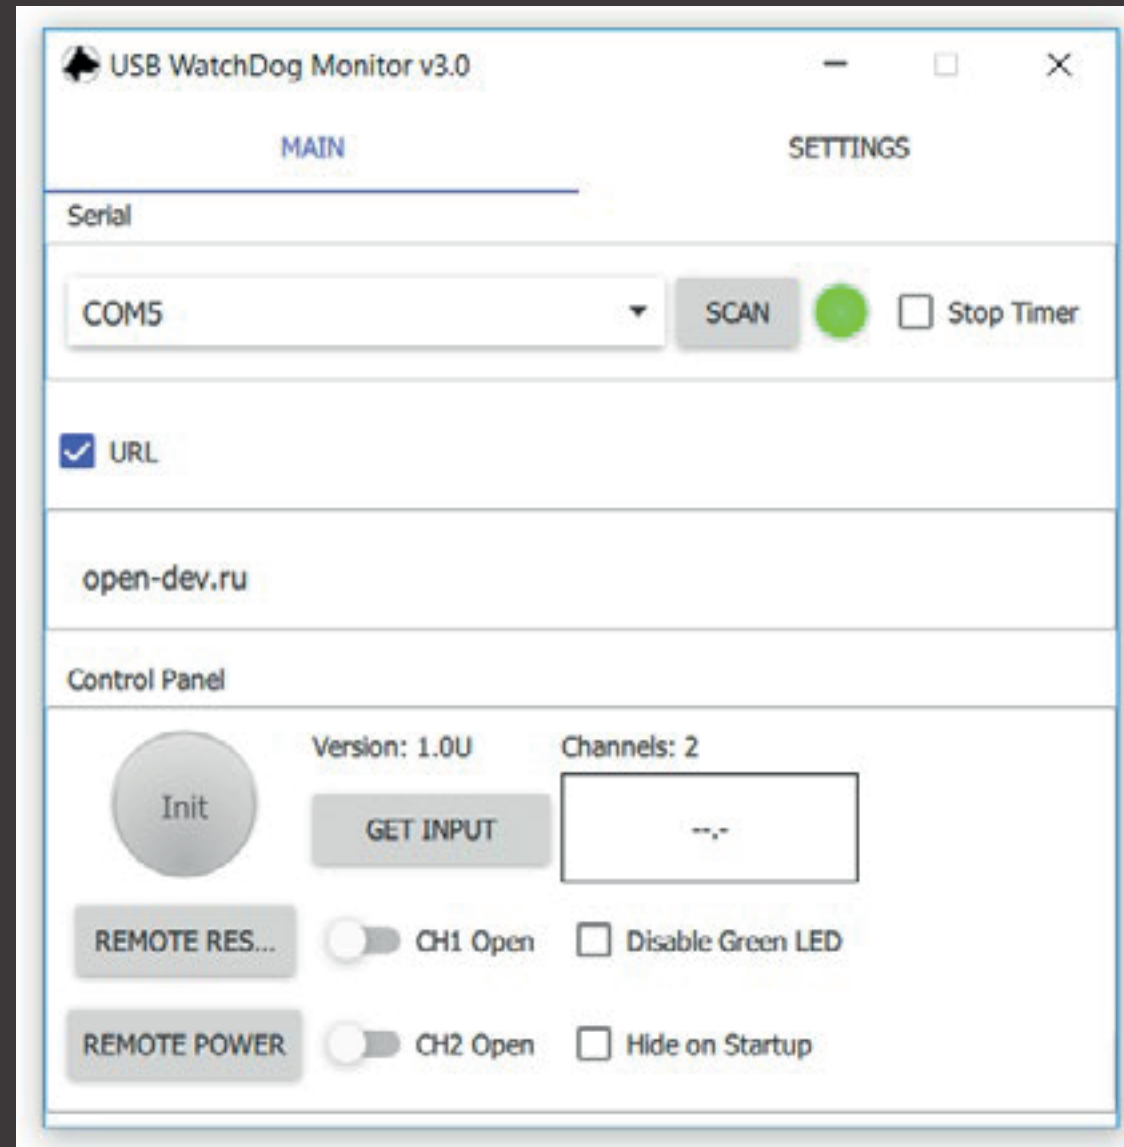 USB WatchDog Monitor v3.0
MAIN SETTINGS
Serial
COM5 SCAN Stop Timer
URL
open-dev.ru
Control Panel
Version: 1.0U Channels: 2
Init GET INPUT --.-
REMOTE RES... CH1 Open Disable Green LED
REMOTE POWER CH2 Open Hide on Startup